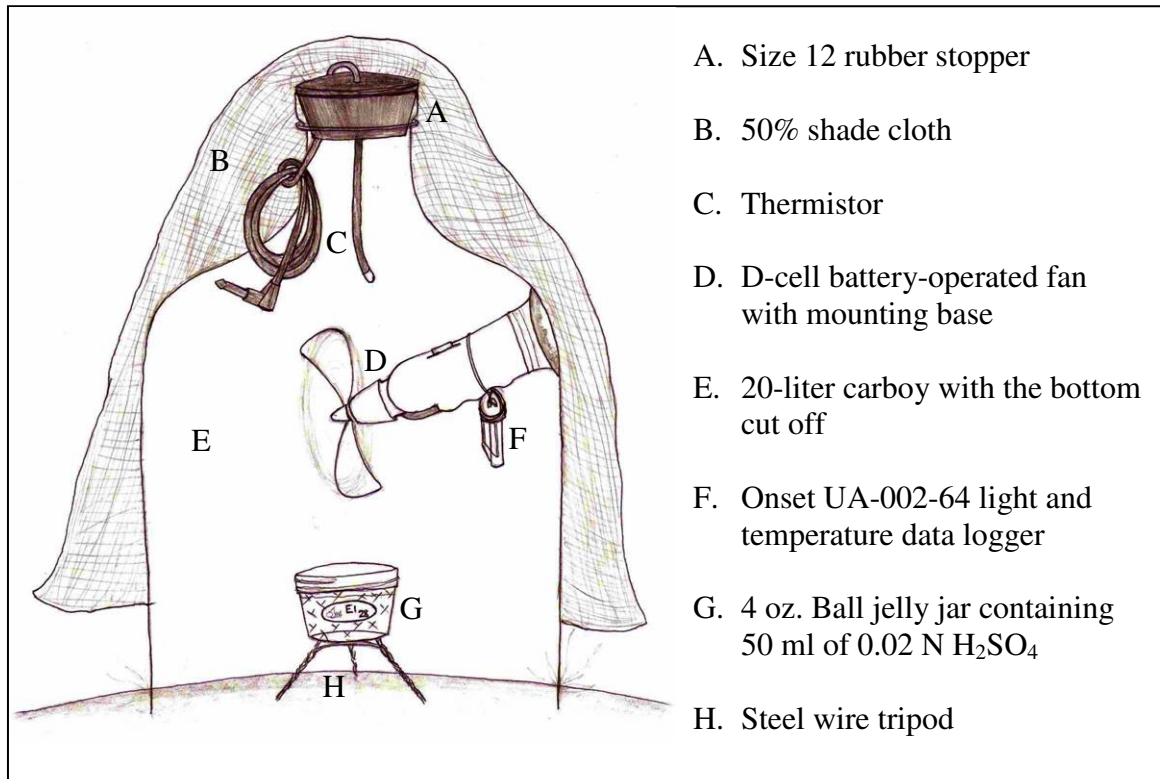 A. Size 12 rubber stopper
B. 50% shade cloth
C. Thermistor
D. D-cell battery-operated fan
with mounting base
E. 20-liter carboy with the bottom
cut off
F. Onset UA-002-64 light and
temperature data logger
G. 4 oz. Ball jelly jar containing
50 ml of 0.02 N H₂SO₄
H. Steel wire tripod
A
B
C
D
E
F
G
H